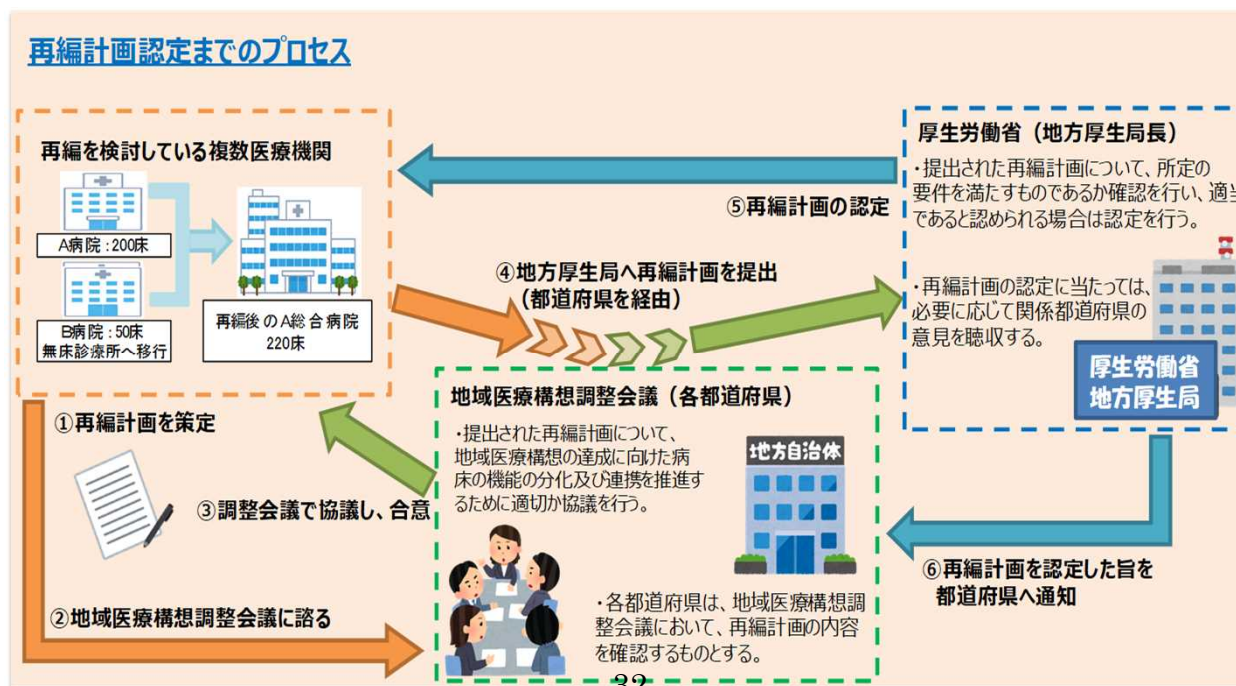 再編計画認定までのプロセス
再編を検討している複数医療機関
A病院：200床
B病院：50床
無床診療所へ移行
再編後のA総合病院
220床
①再編計画を策定
②地域医療構想調整会議に諮る
③調整会議で協議し、合意
④地方厚生局へ再編計画を提出
（都道府県を経由）
⑤再編計画の認定
地域医療構想調整会議（各都道府県）
・提出された再編計画について、
地域医療構想の達成に向けた病
床の機能の分化及び連携を推進す
るために適切か協議を行う。
地方自治体
・各都道府県は、地域医療構想調
整会議において、再編計画の内容
を確認するものとする。
厚生労働省（地方厚生局長）
・提出された再編計画について、所定の
要件を満たすものであるか確認を行い、適当
であると認められる場合は認定を行う。
・再編計画の認定に当たっては、
必要に応じて関係都道府県の
意見を聴収する。
厚生労働省
地方厚生局
⑥再編計画を認定した旨を
都道府県へ通知
32